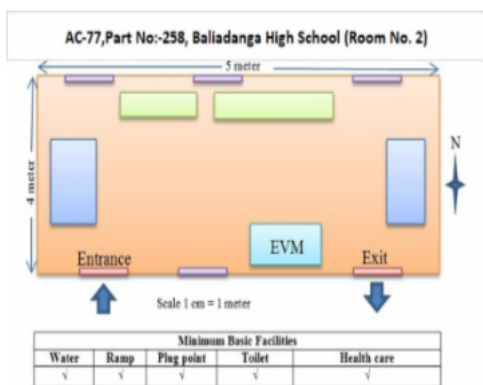 AC-77,Part No:-258, Baliadanga High School (Room No. 2)
5 meter
4 meter
N
EVM
Entrance
Exit
Scale 1 cm = 1 meter
Minimum Basic Facilities
Water Ramp Plug point Toilet Health care
√ √ √ √ √